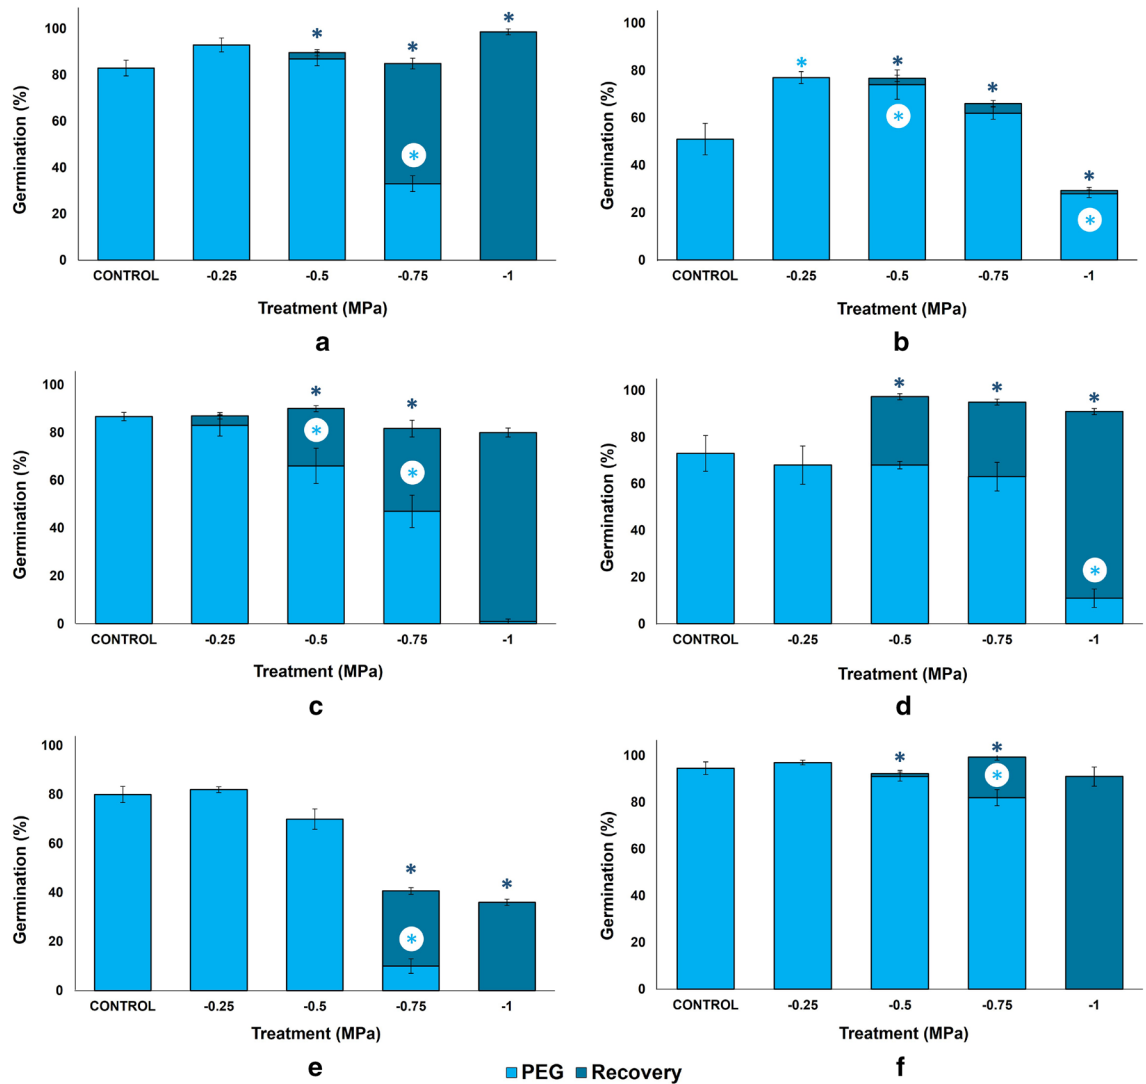 Germination (%)
100
80
60
40
20
0
* * *
*
CONTROL -0.25 -0.5 -0.75 -1
Treatment (MPa)
a
Germination (%)
100
80
60
40
20
0
* * * *
* *
CONTROL -0.25 -0.5 -0.75 -1
Treatment (MPa)
b
Germination (%)
100
80
60
40
20
0
* *
* *
CONTROL -0.25 -0.5 -0.75 -1
Treatment (MPa)
c
Germination (%)
100
80
60
40
20
0
* * *
*
CONTROL -0.25 -0.5 -0.75 -1
Treatment (MPa)
d
Germination (%)
100
80
60
40
20
0
* *
*
CONTROL -0.25 -0.5 -0.75 -1
Treatment (MPa)
e
Germination (%)
100
80
60
40
20
0
* *
*
CONTROL -0.25 -0.5 -0.75 -1
Treatment (MPa)
f
PEG Recovery